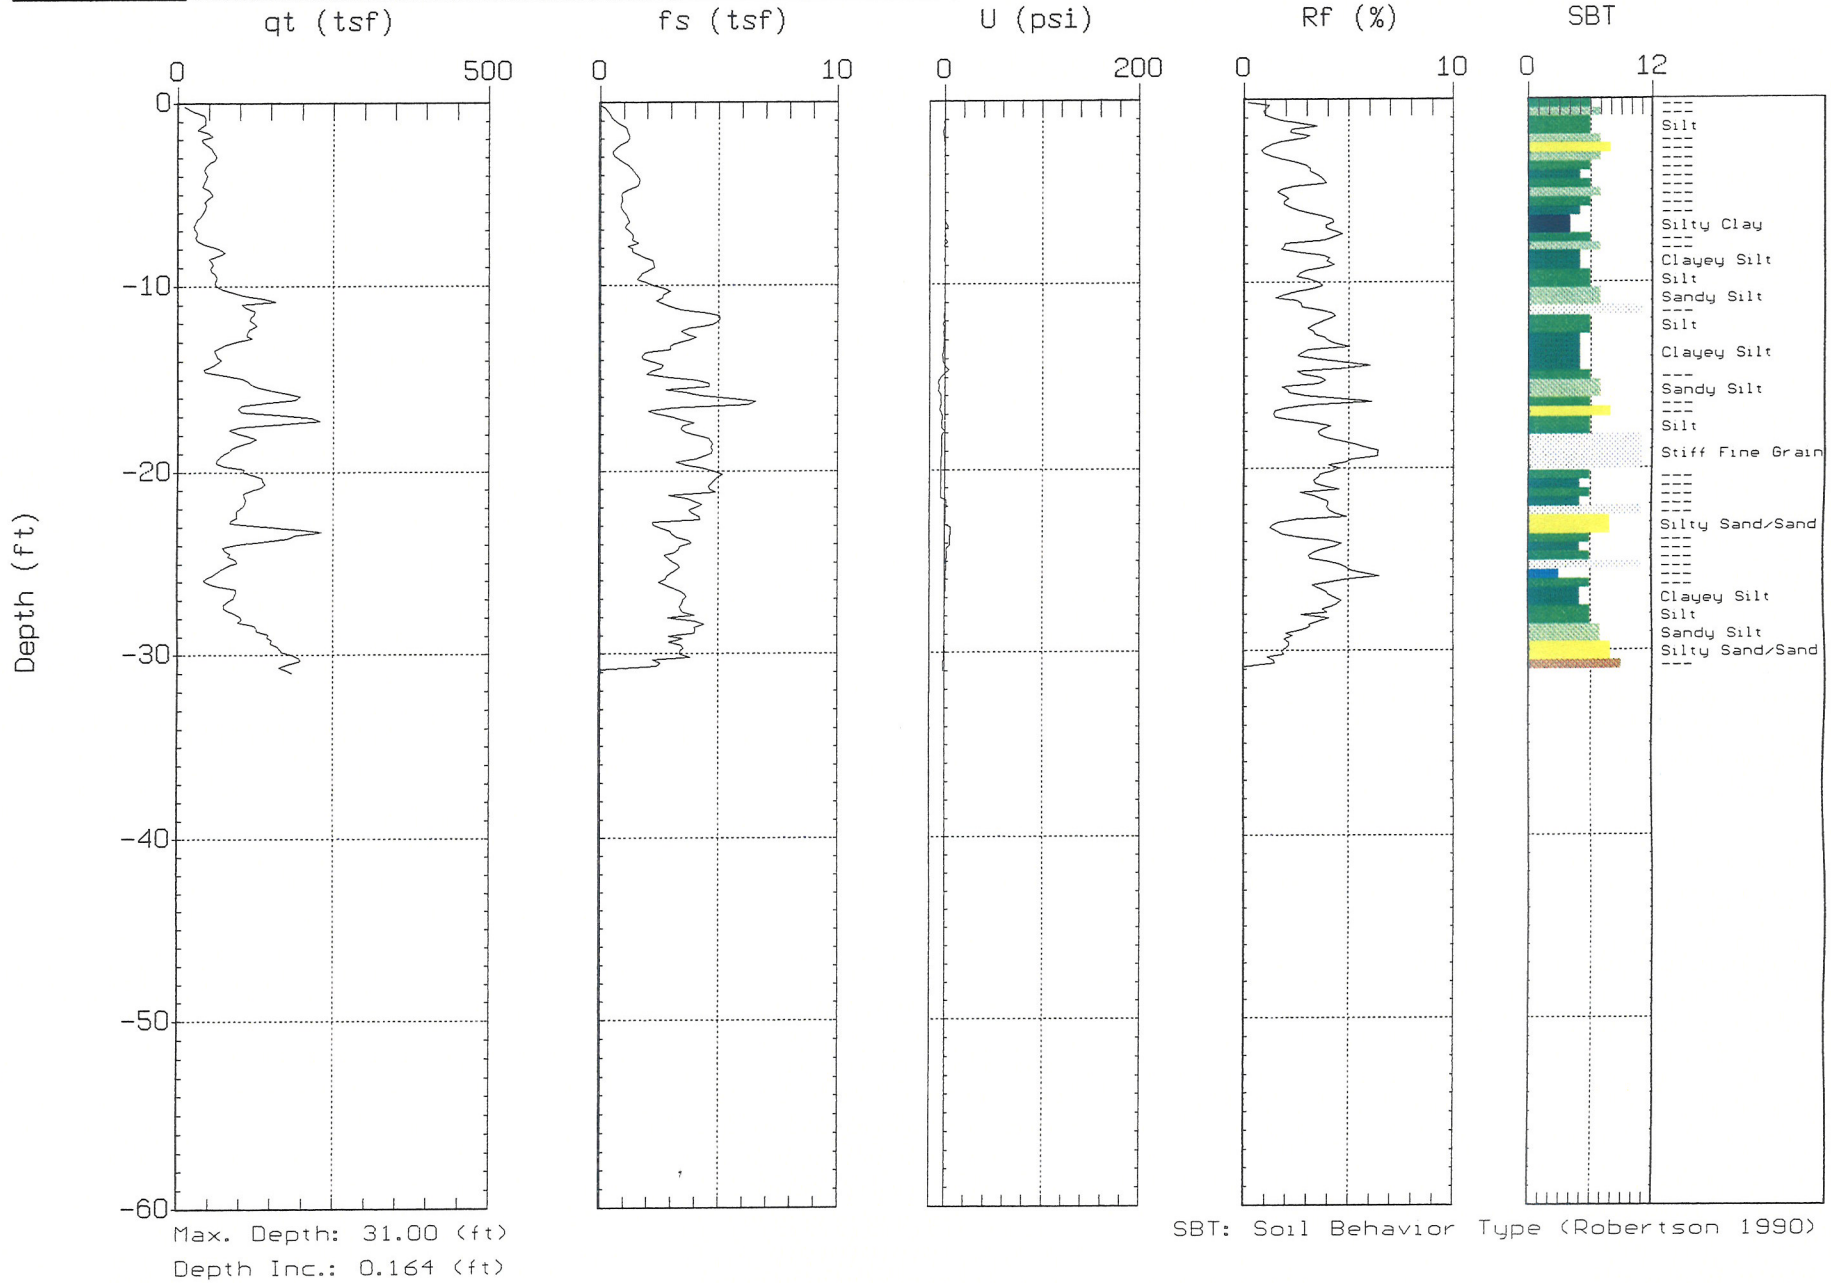 qt (tsf) fs (tsf) U (psi) Rf (%) SBT
0 500 0 10 0 200 0 10 0 12
0
---
---
Silt
---
---
---
---
---
---
---
---
---
Silty Clay
---
---
Clayey Silt
-10
Silt
Sandy Silt
---
Silt
Clayey Silt
---
Sandy Silt
---
---
Silt
Stiff Fine Grain
-20
---
---
---
---
---
Silty Sand/Sand
---
---
---
---
---
---
Clayey Silt
Silt
Sandy Silt
-30
Silty Sand/Sand
---
Depth (ft)
-40
-50
-60
Max. Depth: 31.00 (ft)
Depth Inc.: 0.164 (ft)
SBT: Soil Behavior Type (Robertson 1990)